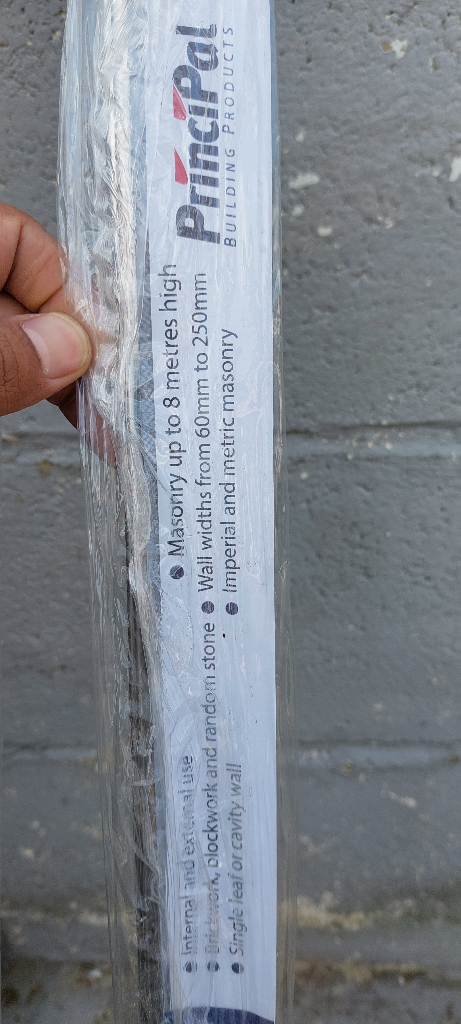 PrinciPal
BUILDING PRODUCTS
Internal and external use
Brickwork, blockwork and random stone
Single leaf or cavity wall
Masonry up to 8 metres high
Wall widths from 60mm to 250mm
Imperial and metric masonry